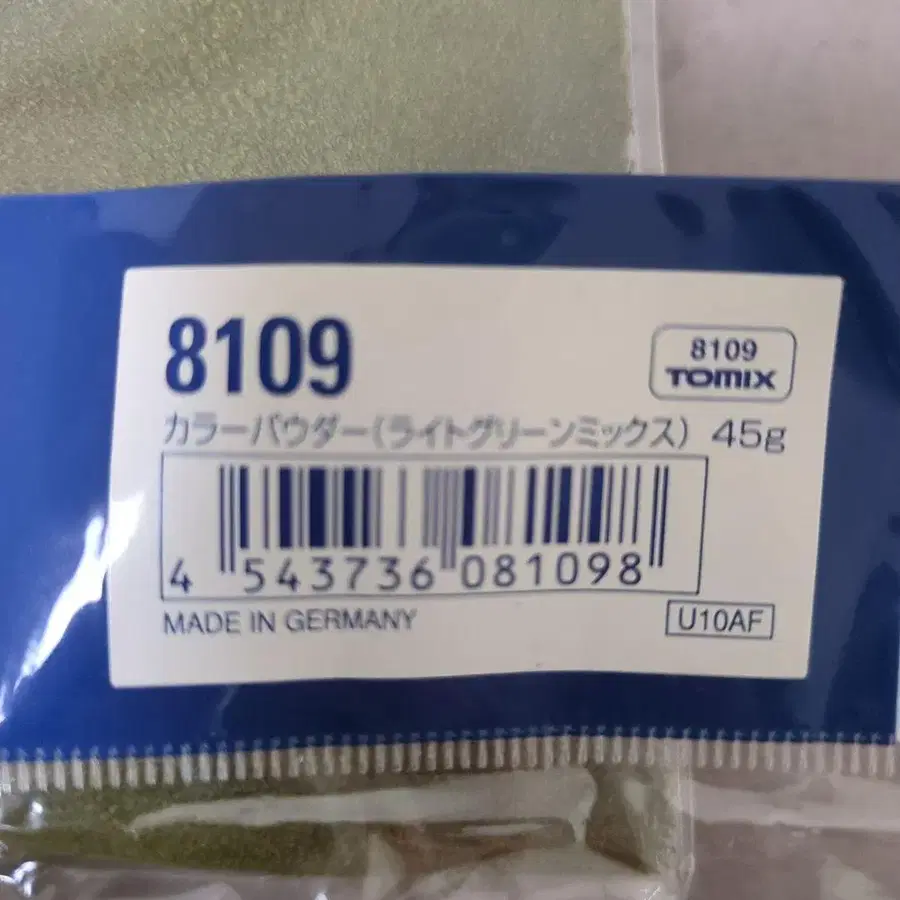 8109
8109
TOMIX
カラーパウダー(ライトグリーンミックス) 45g
4 543736 081098
MADE IN GERMANY
U10AF